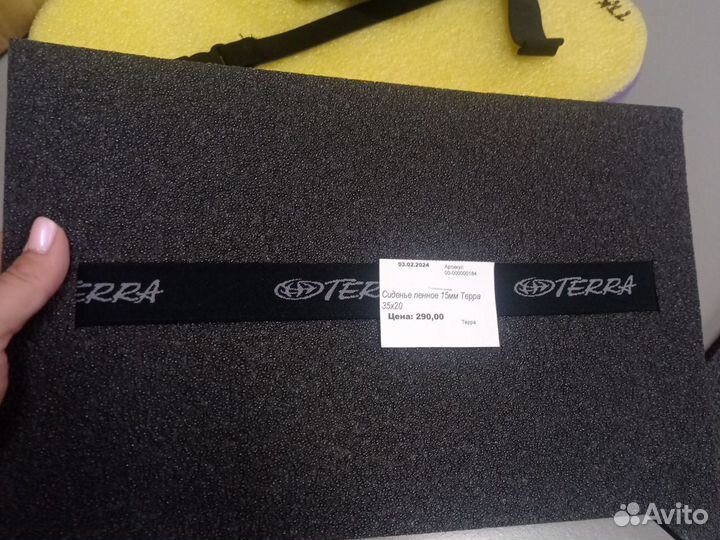 TERRA
TERRA
03.02.2024
Артикул
00-000000184
Сиденье пенное 15мм Терра
35х20
Цена: 290,00
Терра
TERRA
Avito